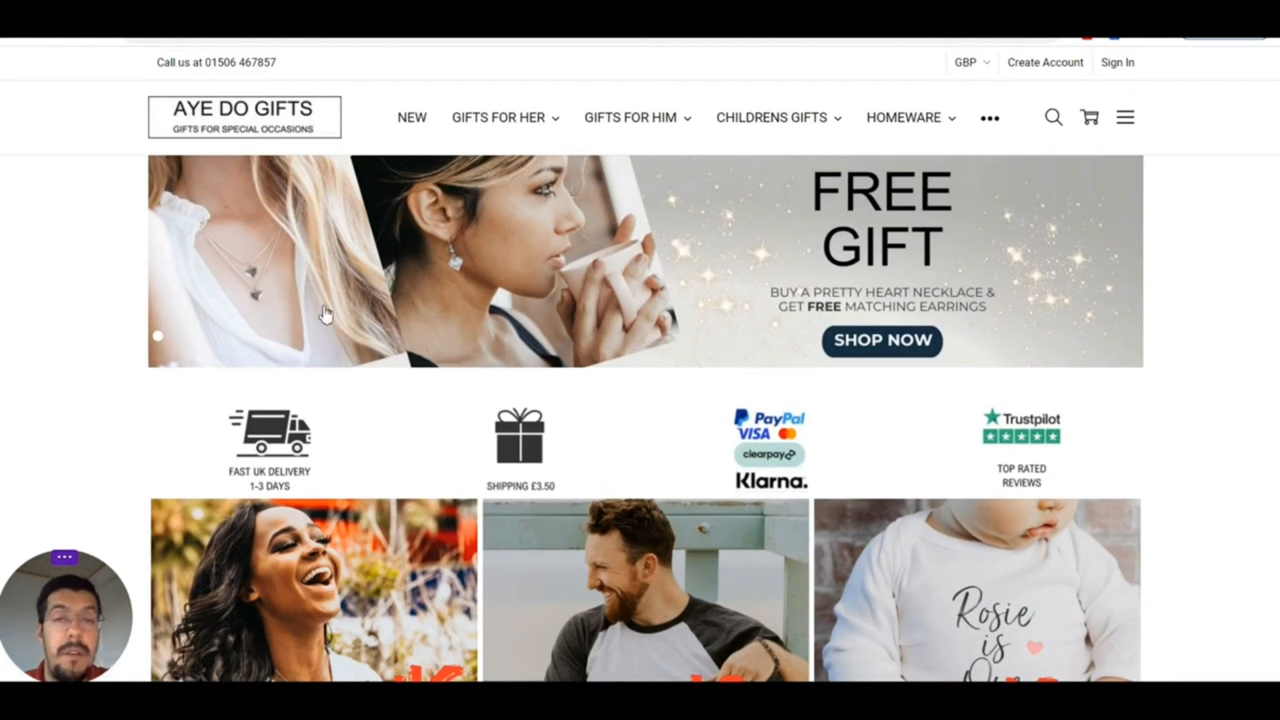 Call us at 01506 467857
GBP
Create Account
Sign In
AYE DO GIFTS
GIFTS FOR SPECIAL OCCASIONS
NEW
GIFTS FOR HER
GIFTS FOR HIM
CHILDRENS GIFTS
HOMEWARE
FREE
GIFT
BUY A PRETTY HEART NECKLACE &
GET FREE MATCHING EARRINGS
SHOP NOW
FAST UK DELIVERY
1-3 DAYS
SHIPPING £3.50
PayPal
VISA
clearpay
Klarna.
Trustpilot
TOP RATED
REVIEWS
Rosie
is